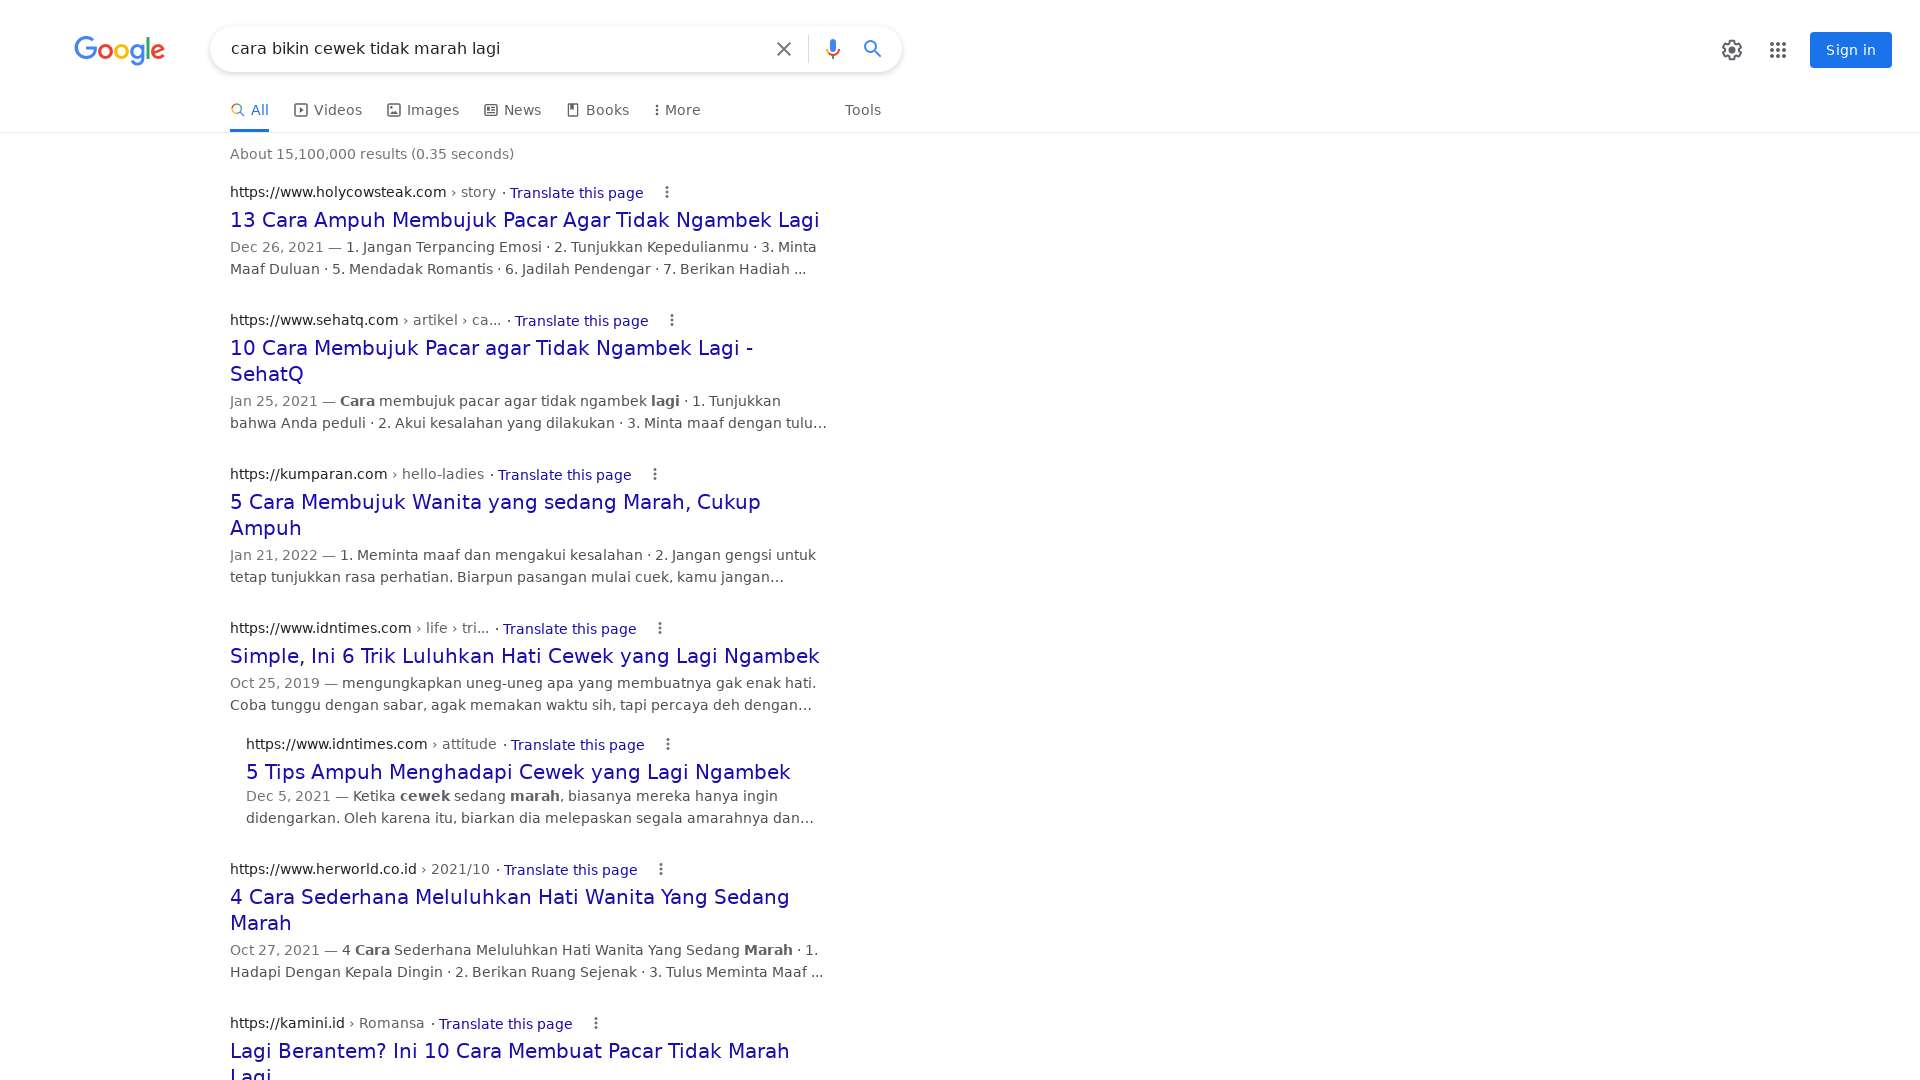 Google
cara bikin cewek tidak marah lagi
Sign in
All Videos Images News Books More Tools
About 15,100,000 results (0.35 seconds)
https://www.holycowsteak.com › story · Translate this page
13 Cara Ampuh Membujuk Pacar Agar Tidak Ngambek Lagi
Dec 26, 2021 — 1. Jangan Terpancing Emosi · 2. Tunjukkan Kepedulianmu · 3. Minta
Maaf Duluan · 5. Mendadak Romantis · 6. Jadilah Pendengar · 7. Berikan Hadiah ...
https://www.sehatq.com › artikel › ca... · Translate this page
10 Cara Membujuk Pacar agar Tidak Ngambek Lagi -
SehatQ
Jan 25, 2021 — Cara membujuk pacar agar tidak ngambek lagi · 1. Tunjukkan
bahwa Anda peduli · 2. Akui kesalahan yang dilakukan · 3. Minta maaf dengan tulu...
https://kumparan.com › hello-ladies · Translate this page
5 Cara Membujuk Wanita yang sedang Marah, Cukup
Ampuh
Jan 21, 2022 — 1. Meminta maaf dan mengakui kesalahan · 2. Jangan gengsi untuk
tetap tunjukkan rasa perhatian. Biarpun pasangan mulai cuek, kamu jangan...
https://www.idntimes.com › life › tri... · Translate this page
Simple, Ini 6 Trik Luluhkan Hati Cewek yang Lagi Ngambek
Oct 25, 2019 — mengungkapkan uneg-uneg apa yang membuatnya gak enak hati.
Coba tunggu dengan sabar, agak memakan waktu sih, tapi percaya deh dengan...
https://www.idntimes.com › attitude · Translate this page
5 Tips Ampuh Menghadapi Cewek yang Lagi Ngambek
Dec 5, 2021 — Ketika cewek sedang marah, biasanya mereka hanya ingin
didengarkan. Oleh karena itu, biarkan dia melepaskan segala amarahnya dan...
https://www.herworld.co.id › 2021/10 · Translate this page
4 Cara Sederhana Meluluhkan Hati Wanita Yang Sedang
Marah
Oct 27, 2021 — 4 Cara Sederhana Meluluhkan Hati Wanita Yang Sedang Marah · 1.
Hadapi Dengan Kepala Dingin · 2. Berikan Ruang Sejenak · 3. Tulus Meminta Maaf ...
https://kamini.id › Romansa · Translate this page
Lagi Berantem? Ini 10 Cara Membuat Pacar Tidak Marah
Lagi